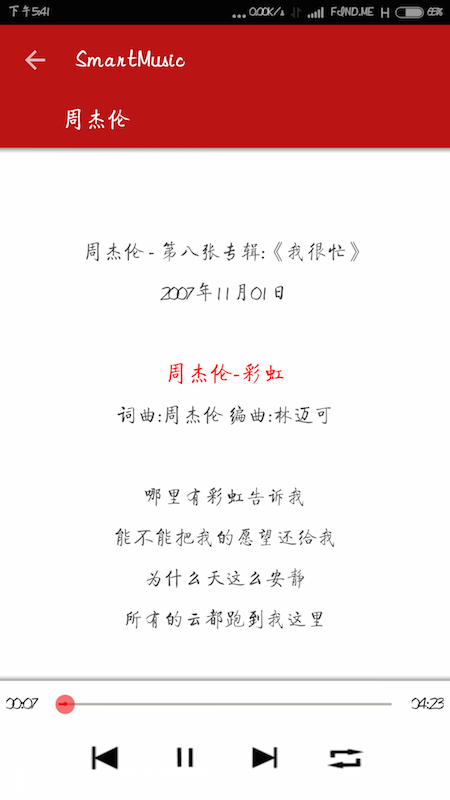 下午5:41 ... 0.00K/s FdND.ME H 65%
SmartMusic
周杰伦
周杰伦 - 第八张专辑:《我很忙》
2007年11月01日
周杰伦-彩虹
词曲:周杰伦 编曲:林迈可
哪里有彩虹告诉我
能不能把我的愿望还给我
为什么天这么安静
所有的云都跑到我这里
00:07 04:23